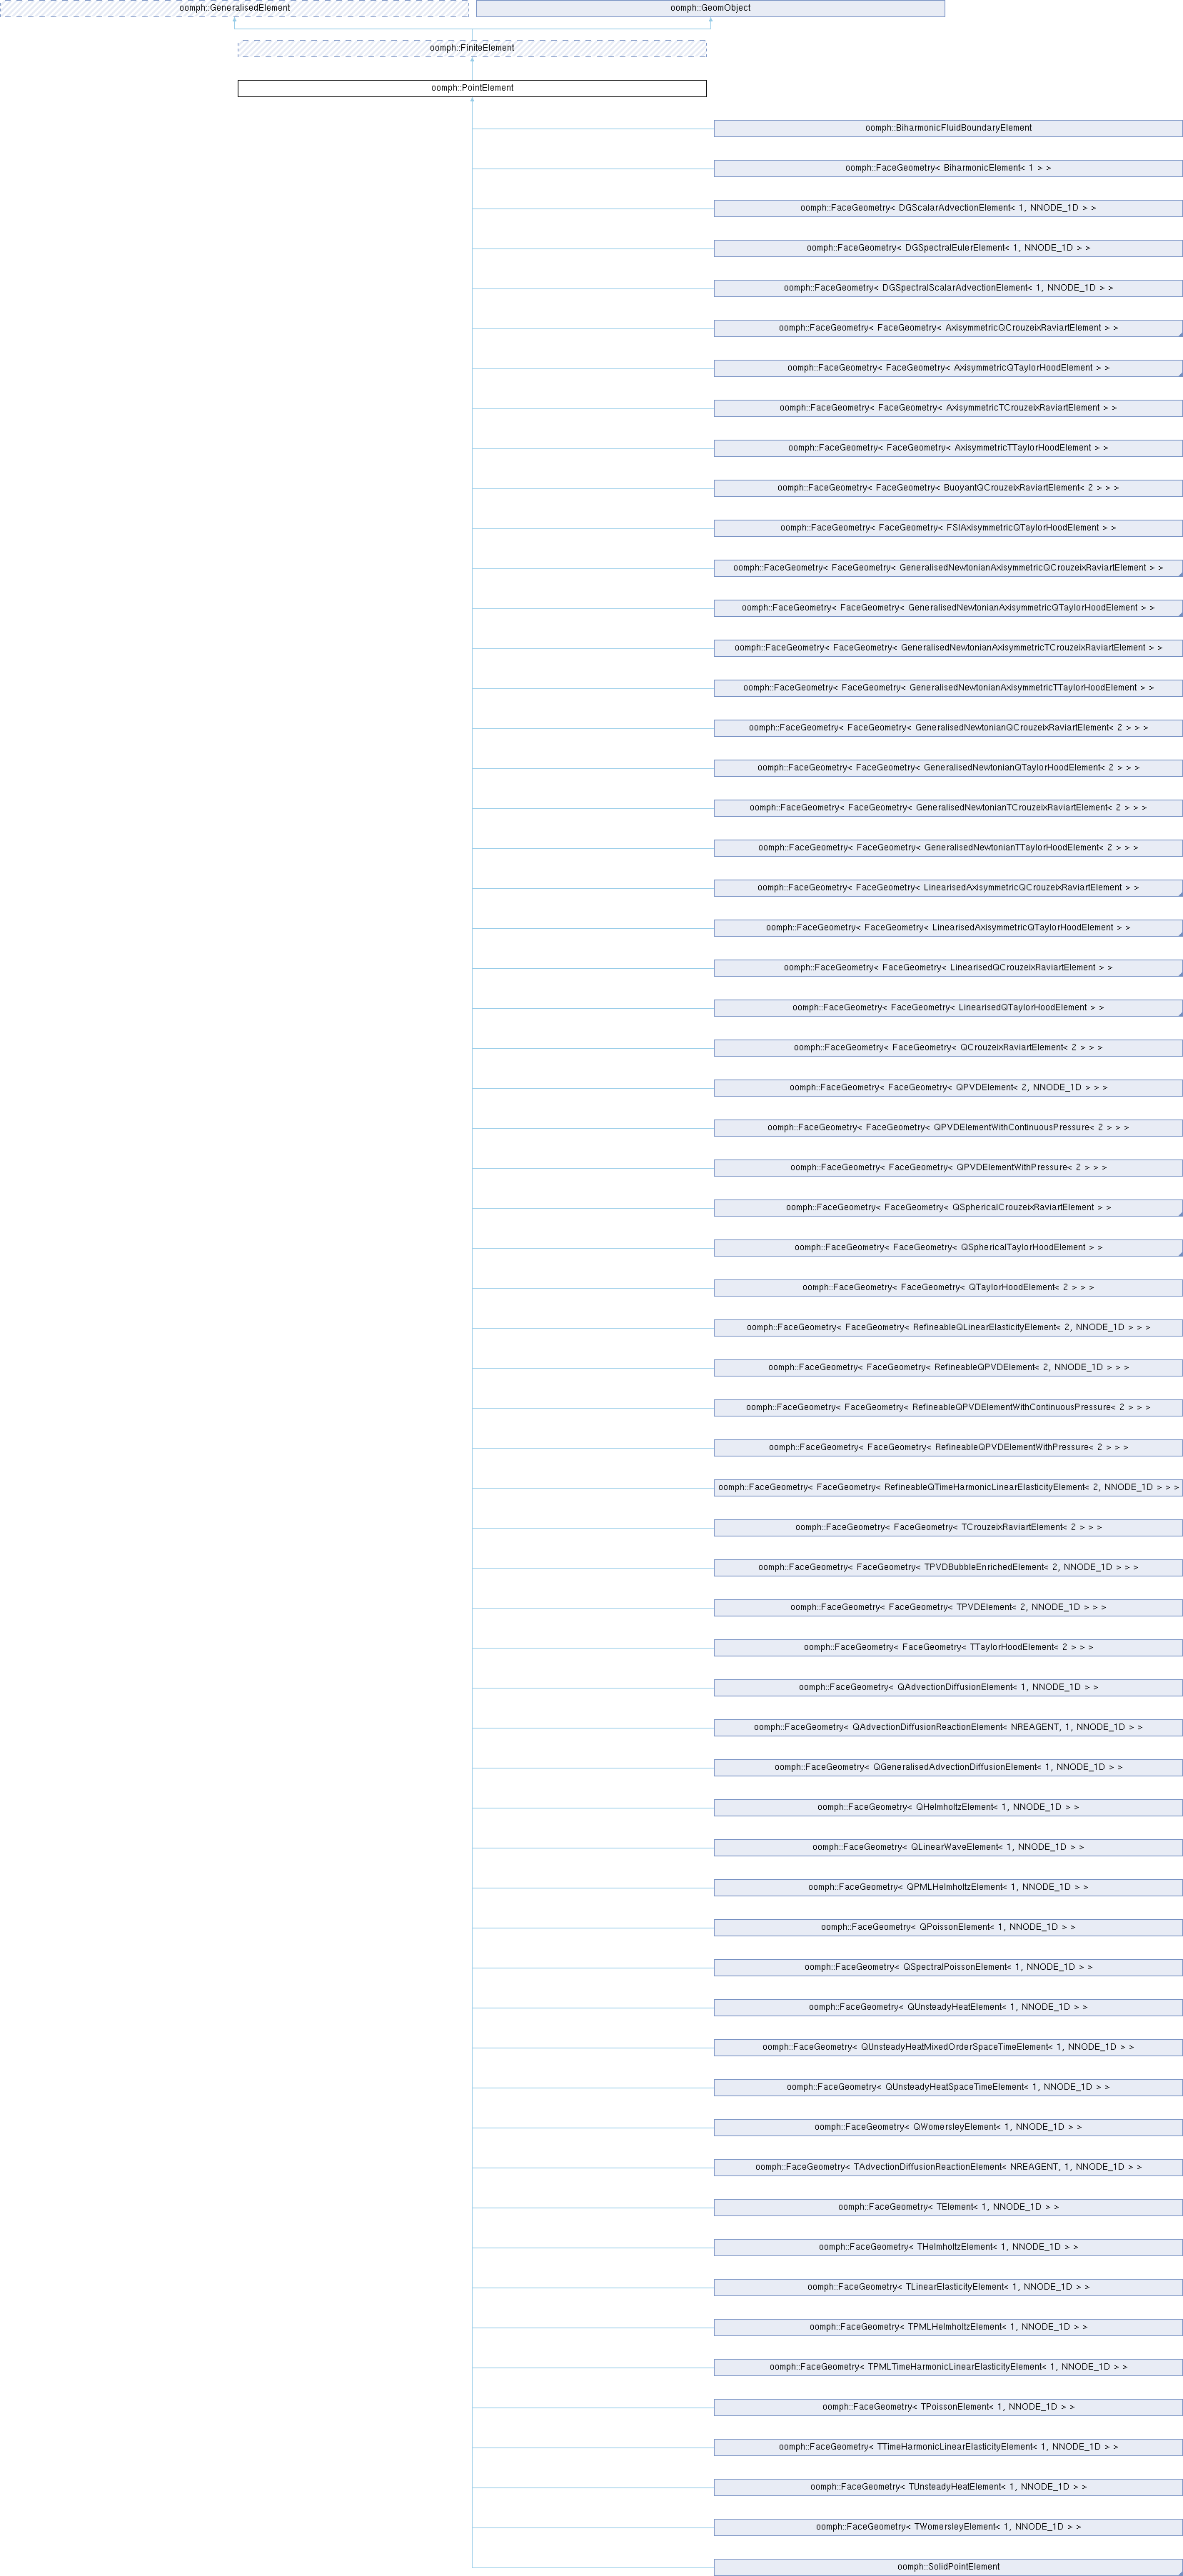 oomph::GeneralisedElement
oomph::GeomObject
oomph::FiniteElement
oomph::PointElement
oomph::BiharmonicFluidBoundaryElement
oomph::FaceGeometry< BiharmonicElement< 1 > >
oomph::FaceGeometry< DGScalarAdvectionElement< 1, NNODE_1D > >
oomph::FaceGeometry< DGSpectralEulerElement< 1, NNODE_1D > >
oomph::FaceGeometry< DGSpectralScalarAdvectionElement< 1, NNODE_1D > >
oomph::FaceGeometry< FaceGeometry< AxisymmetricQCrouzeixRaviartElement > >
oomph::FaceGeometry< FaceGeometry< AxisymmetricQTaylorHoodElement > >
oomph::FaceGeometry< FaceGeometry< AxisymmetricTCrouzeixRaviartElement > >
oomph::FaceGeometry< FaceGeometry< AxisymmetricTTaylorHoodElement > >
oomph::FaceGeometry< FaceGeometry< BuoyantQCrouzeixRaviartElement< 2 > > >
oomph::FaceGeometry< FaceGeometry< FSIAxisymmetricQTaylorHoodElement > >
oomph::FaceGeometry< FaceGeometry< GeneralisedNewtonianAxisymmetricQCrouzeixRaviartElement > >
oomph::FaceGeometry< FaceGeometry< GeneralisedNewtonianAxisymmetricQTaylorHoodElement > >
oomph::FaceGeometry< FaceGeometry< GeneralisedNewtonianAxisymmetricTCrouzeixRaviartElement > >
oomph::FaceGeometry< FaceGeometry< GeneralisedNewtonianAxisymmetricTTaylorHoodElement > >
oomph::FaceGeometry< FaceGeometry< GeneralisedNewtonianQCrouzeixRaviartElement< 2 > > >
oomph::FaceGeometry< FaceGeometry< GeneralisedNewtonianQTaylorHoodElement< 2 > > >
oomph::FaceGeometry< FaceGeometry< GeneralisedNewtonianTCrouzeixRaviartElement< 2 > > >
oomph::FaceGeometry< FaceGeometry< GeneralisedNewtonianTTaylorHoodElement< 2 > > >
oomph::FaceGeometry< FaceGeometry< LinearisedAxisymmetricQCrouzeixRaviartElement > >
oomph::FaceGeometry< FaceGeometry< LinearisedAxisymmetricQTaylorHoodElement > >
oomph::FaceGeometry< FaceGeometry< LinearisedQCrouzeixRaviartElement > >
oomph::FaceGeometry< FaceGeometry< LinearisedQTaylorHoodElement > >
oomph::FaceGeometry< FaceGeometry< QCrouzeixRaviartElement< 2 > > >
oomph::FaceGeometry< FaceGeometry< QPVDElement< 2, NNODE_1D > > >
oomph::FaceGeometry< FaceGeometry< QPVDElementWithContinuousPressure< 2 > > >
oomph::FaceGeometry< FaceGeometry< QPVDElementWithPressure< 2 > > >
oomph::FaceGeometry< FaceGeometry< QSphericalCrouzeixRaviartElement > >
oomph::FaceGeometry< FaceGeometry< QSphericalTaylorHoodElement > >
oomph::FaceGeometry< FaceGeometry< QTaylorHoodElement< 2 > > >
oomph::FaceGeometry< FaceGeometry< RefineableQLinearElasticityElement< 2, NNODE_1D > > >
oomph::FaceGeometry< FaceGeometry< RefineableQPVDElement< 2, NNODE_1D > > >
oomph::FaceGeometry< FaceGeometry< RefineableQPVDElementWithContinuousPressure< 2 > > >
oomph::FaceGeometry< FaceGeometry< RefineableQPVDElementWithPressure< 2 > > >
oomph::FaceGeometry< FaceGeometry< RefineableQTimeHarmonicLinearElasticityElement< 2, NNODE_1D > > >
oomph::FaceGeometry< FaceGeometry< TCrouzeixRaviartElement< 2 > > >
oomph::FaceGeometry< FaceGeometry< TPVDBubbleEnrichedElement< 2, NNODE_1D > > >
oomph::FaceGeometry< FaceGeometry< TPVDElement< 2, NNODE_1D > > >
oomph::FaceGeometry< FaceGeometry< TTaylorHoodElement< 2 > > >
oomph::FaceGeometry< QAdvectionDiffusionElement< 1, NNODE_1D > >
oomph::FaceGeometry< QAdvectionDiffusionReactionElement< NREAGENT, 1, NNODE_1D > >
oomph::FaceGeometry< QGeneralisedAdvectionDiffusionElement< 1, NNODE_1D > >
oomph::FaceGeometry< QHelmholtzElement< 1, NNODE_1D > >
oomph::FaceGeometry< QLinearWaveElement< 1, NNODE_1D > >
oomph::FaceGeometry< QPMLHelmholtzElement< 1, NNODE_1D > >
oomph::FaceGeometry< QPoissonElement< 1, NNODE_1D > >
oomph::FaceGeometry< QSpectralPoissonElement< 1, NNODE_1D > >
oomph::FaceGeometry< QUnsteadyHeatElement< 1, NNODE_1D > >
oomph::FaceGeometry< QUnsteadyHeatMixedOrderSpaceTimeElement< 1, NNODE_1D > >
oomph::FaceGeometry< QUnsteadyHeatSpaceTimeElement< 1, NNODE_1D > >
oomph::FaceGeometry< QWomersleyElement< 1, NNODE_1D > >
oomph::FaceGeometry< TAdvectionDiffusionReactionElement< NREAGENT, 1, NNODE_1D > >
oomph::FaceGeometry< TElement< 1, NNODE_1D > >
oomph::FaceGeometry< THelmholtzElement< 1, NNODE_1D > >
oomph::FaceGeometry< TLinearElasticityElement< 1, NNODE_1D > >
oomph::FaceGeometry< TPMLHelmholtzElement< 1, NNODE_1D > >
oomph::FaceGeometry< TPMLTimeHarmonicLinearElasticityElement< 1, NNODE_1D > >
oomph::FaceGeometry< TPoissonElement< 1, NNODE_1D > >
oomph::FaceGeometry< TTimeHarmonicLinearElasticityElement< 1, NNODE_1D > >
oomph::FaceGeometry< TUnsteadyHeatElement< 1, NNODE_1D > >
oomph::FaceGeometry< TWomersleyElement< 1, NNODE_1D > >
oomph::SolidPointElement